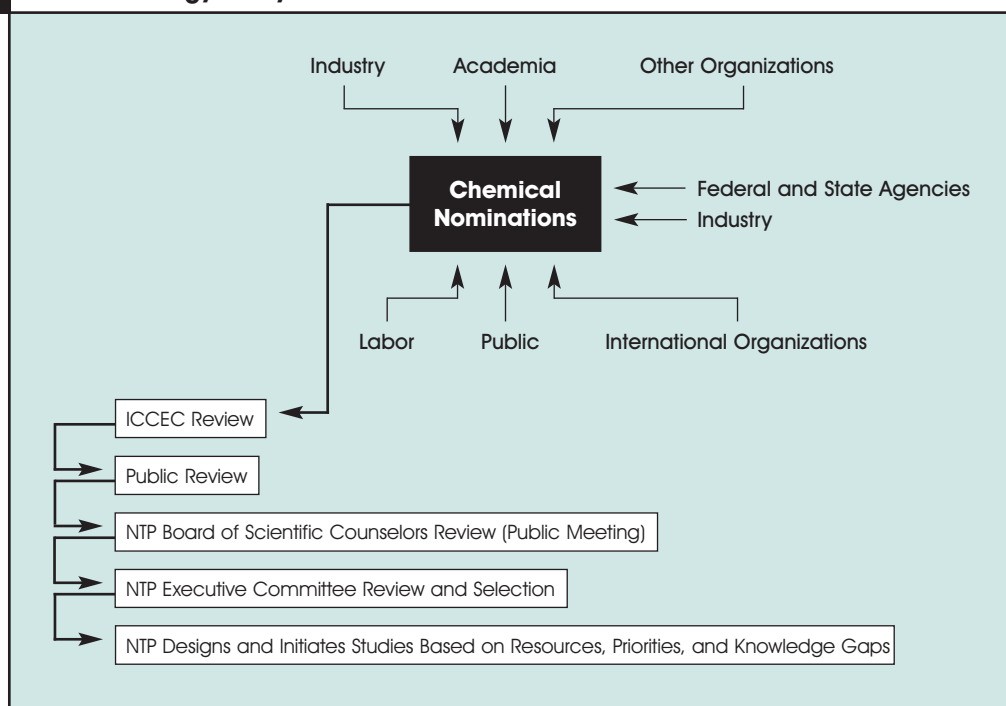 Industry
Academia
Other Organizations
Chemical
Nominations
Federal and State Agencies
Industry
Labor
Public
International Organizations
ICCEC Review
Public Review
NTP Board of Scientific Counselors Review (Public Meeting)
NTP Executive Committee Review and Selection
NTP Designs and Initiates Studies Based on Resources, Priorities, and Knowledge Gaps